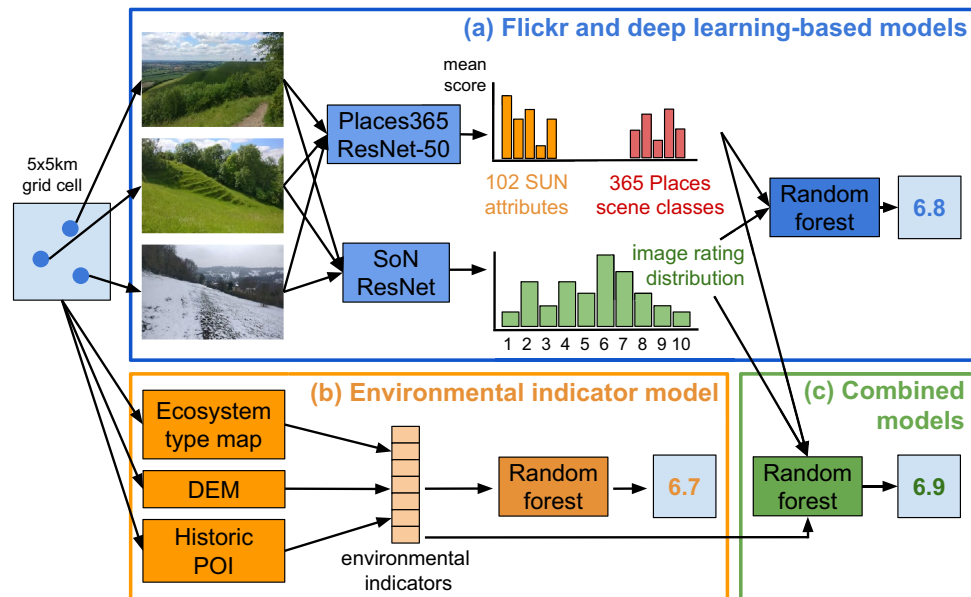 (a) Flickr and deep learning-based models
5x5km
grid cell
Places365
ResNet-50
SoN
ResNet
mean
score
102 SUN
attributes
365 Places
scene classes
image rating
distribution
1 2 3 4 5 6 7 8 9 10
Random
forest
6.8
(b) Environmental indicator model
Ecosystem
type map
DEM
Historic
POI
environmental
indicators
Random
forest
6.7
(c) Combined
models
Random
forest
6.9